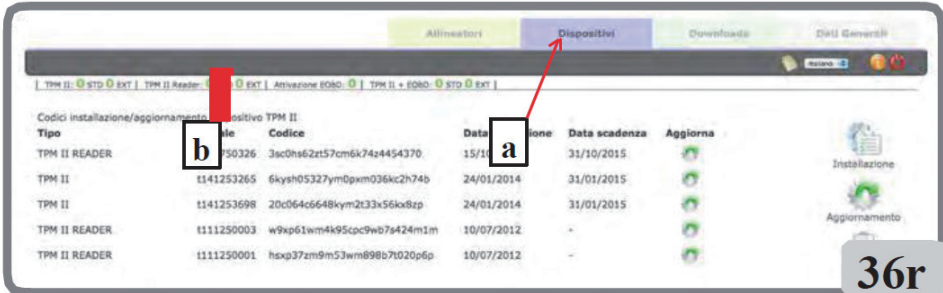 Allineatori Dispositivi Downloads Dati Generali
Italiano
| TPM II: 0 STD 0 EXT | TPM II Reader: 0 EXT | Attivazione EOBD: 0 | TPM II + EOBD: 0 STD 0 EXT |
Codici installazione/aggiornamento TPM II
Tipo Codice Data scadenza Aggiorna
TPM II READER 3sc0hs62zt57cm6k74z4454370 31/10/2015
TPM II t141253265 6kysh05327ym0pxm036kc2h74b 24/01/2014 31/01/2015
TPM II t141253698 20c064c6648kym2t33x56kx8zp 24/01/2014 31/01/2015
TPM II READER t111250003 w9xp61wm4k95cpc9wb7s424m1m 10/07/2012 -
TPM II READER t111250001 hsxp37zm9m53wm898b7t020p6p 10/07/2012 -
Installazione
Aggiornamento
b
a
36r